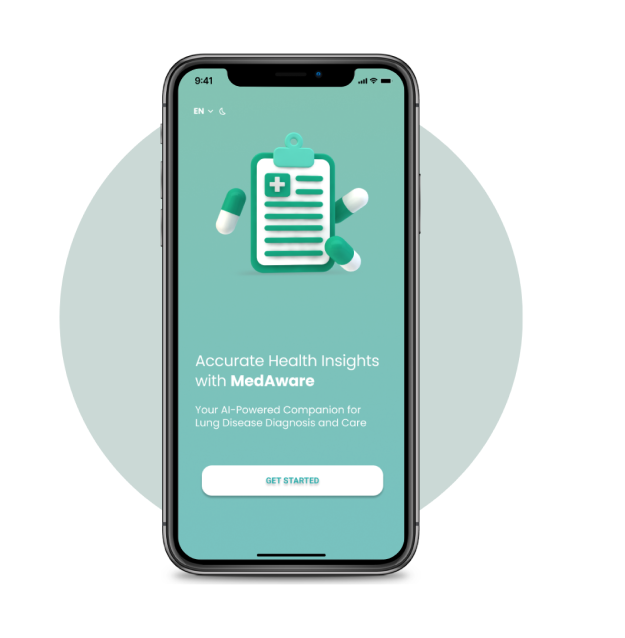 9:41
EN
Accurate Health Insights
with MedAware
Your AI-Powered Companion for
Lung Disease Diagnosis and Care
GET STARTED